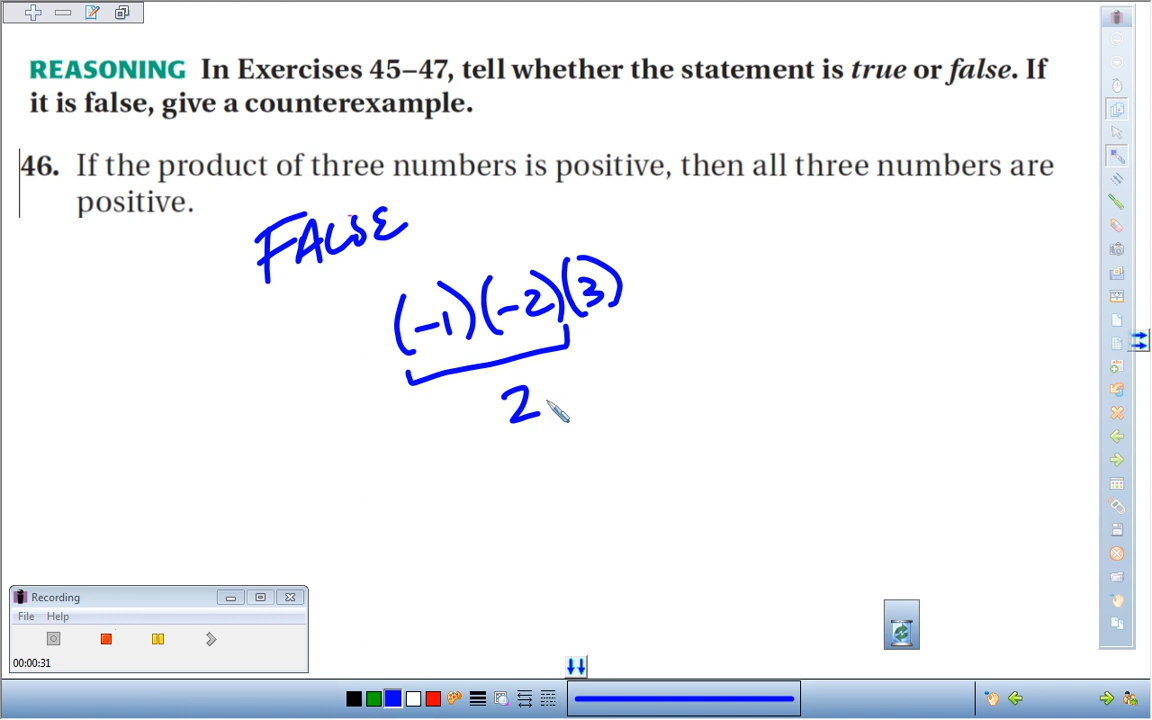 REASONING In Exercises 45–47, tell whether the statement is true or false. If
it is false, give a counterexample.
46. If the product of three numbers is positive, then all three numbers are
positive.
FALSE
(-1)(-2)(3)
2
Recording
File Help
00:00:31